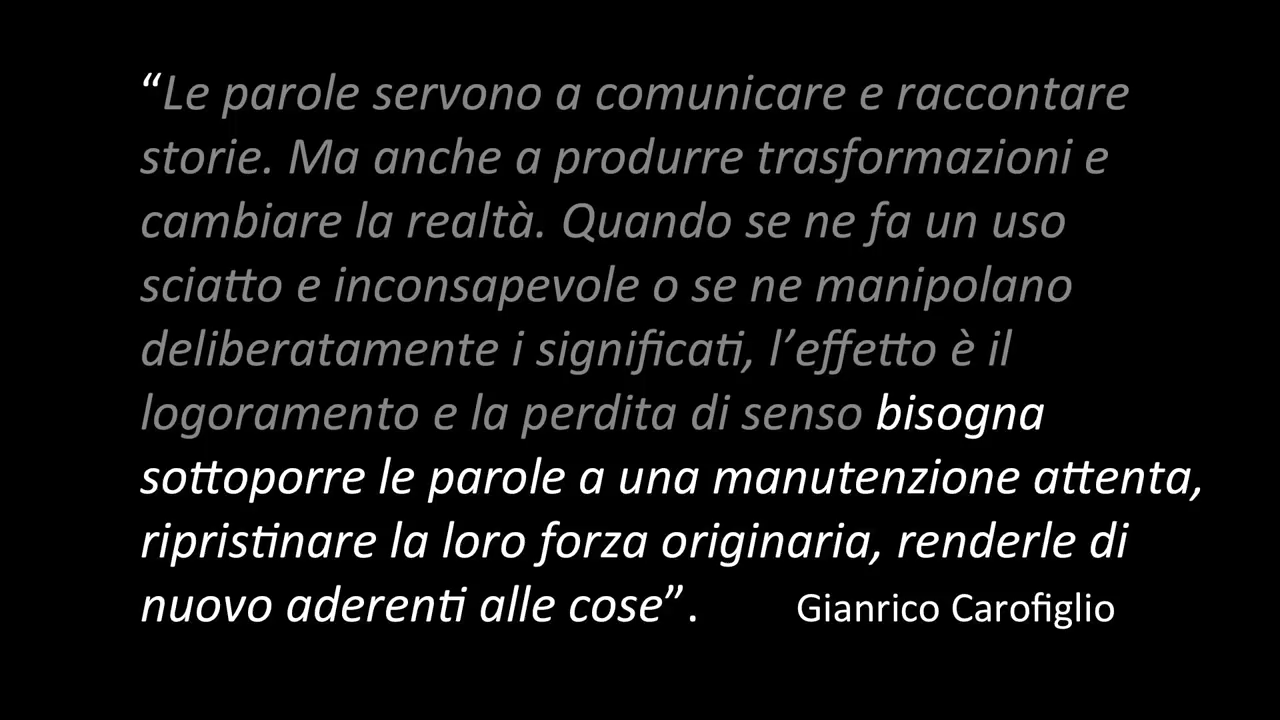 “Le parole servono a comunicare e raccontare
storie. Ma anche a produrre trasformazioni e
cambiare la realtà. Quando se ne fa un uso
sciatto e inconsapevole o se ne manipolano
deliberatamente i significati, l’effetto è il
logoramento e la perdita di senso bisogna
sottoporre le parole a una manutenzione attenta,
ripristinare la loro forza originaria, renderle di
nuovo aderenti alle cose”. Gianrico Carofiglio